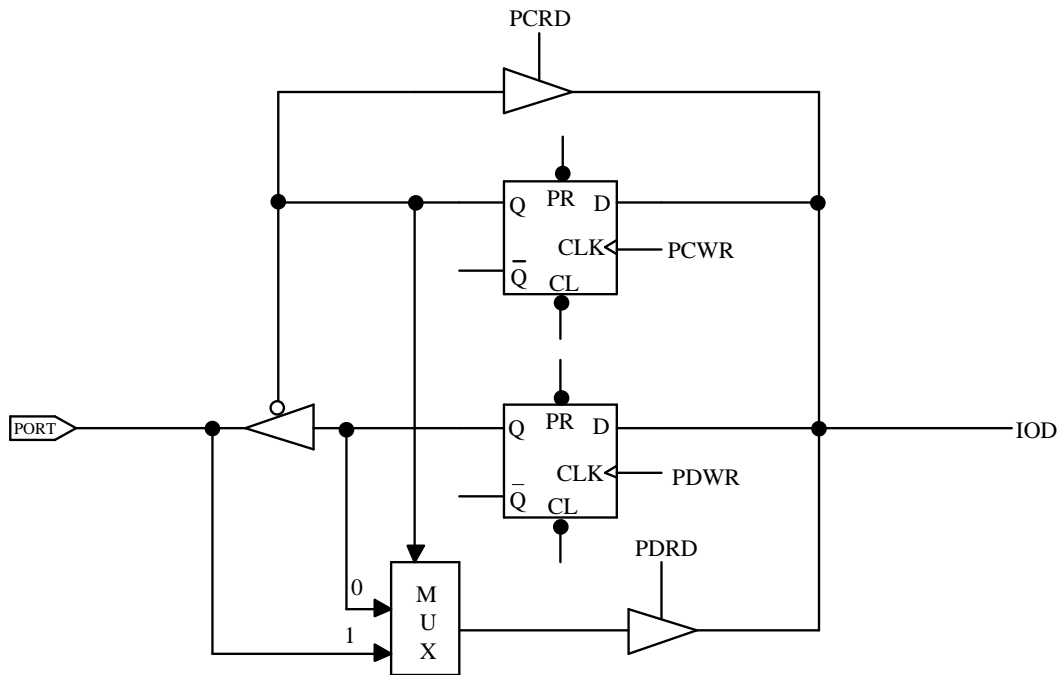 PCRD
PR
Q
D
CLK
PCWR
Q̅
CL
PORT
PR
Q
D
IOD
CLK
PDWR
Q̅
CL
PDRD
0
1
M
U
X